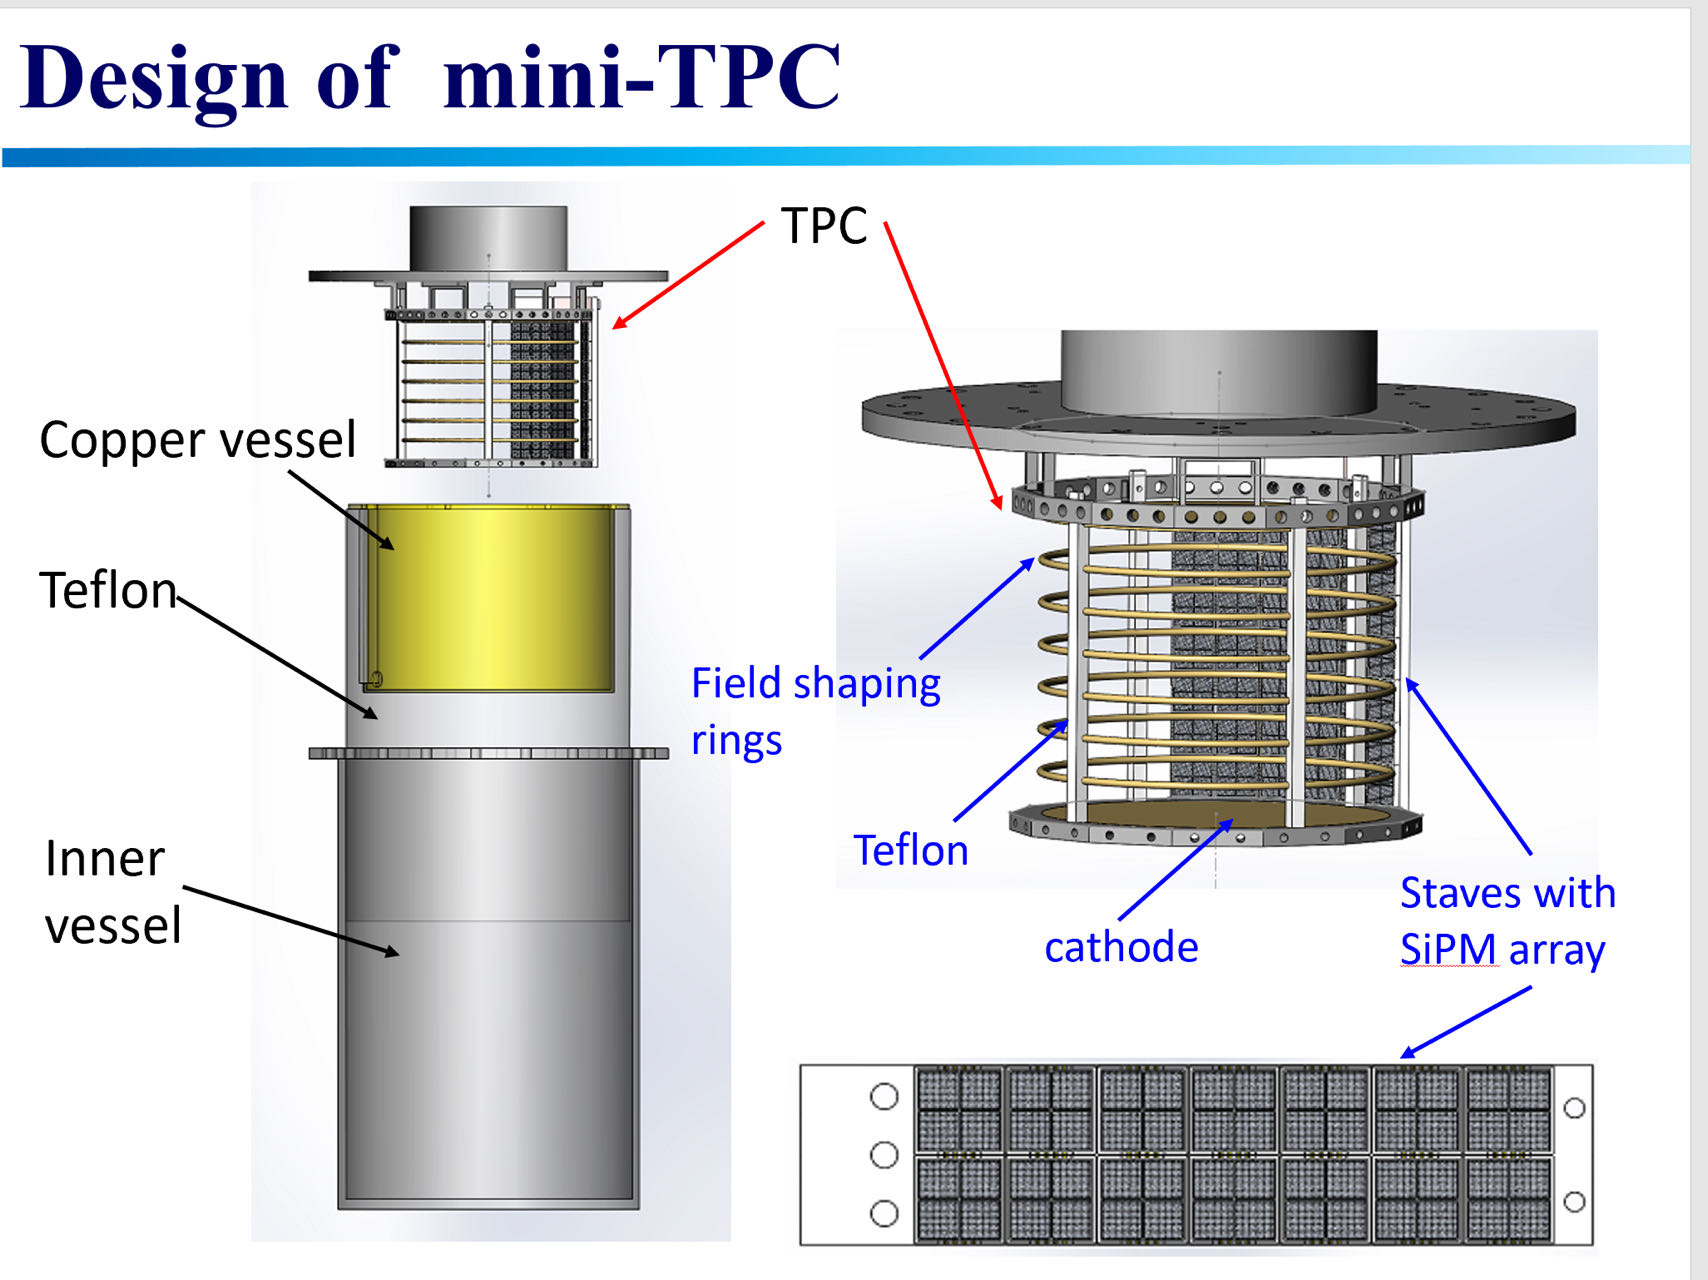 Design of mini-TPC
TPC
Copper vessel
Teflon
Field shaping
rings
Teflon
Inner
vessel
cathode
Staves with
SiPM array